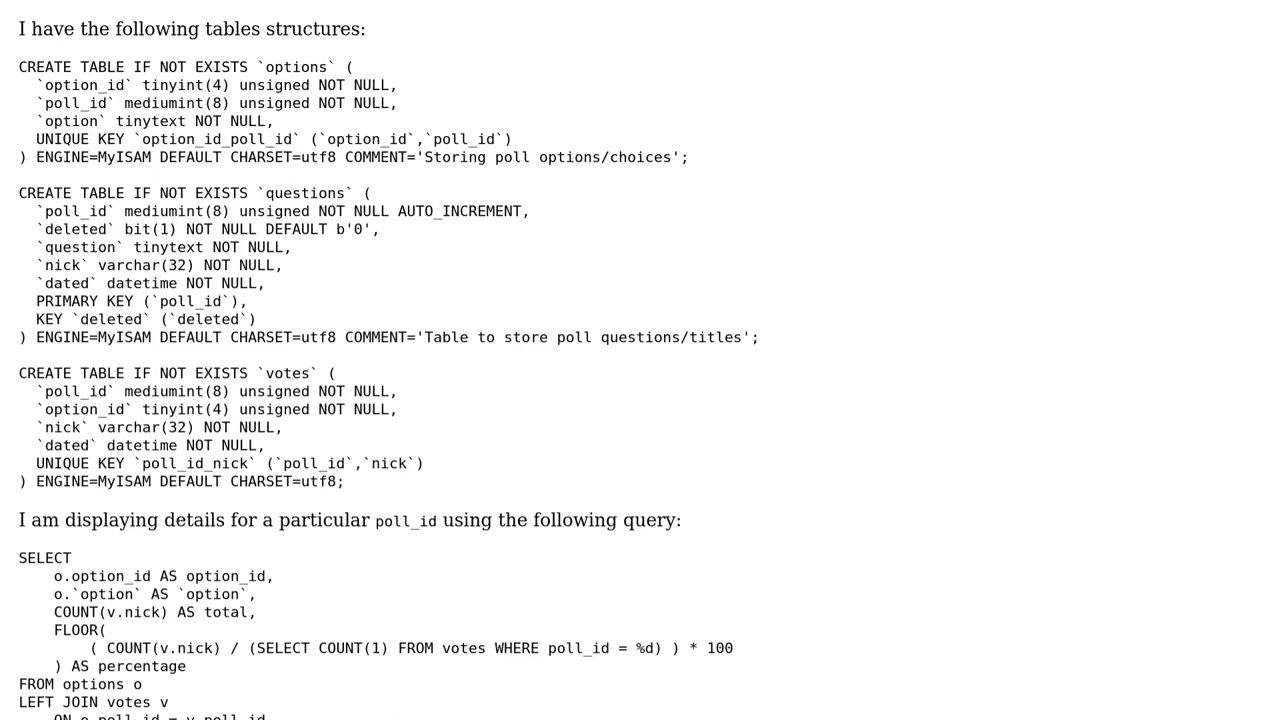 I have the following tables structures:
CREATE TABLE IF NOT EXISTS `options` (
  `option_id` tinyint(4) unsigned NOT NULL,
  `poll_id` mediumint(8) unsigned NOT NULL,
  `option` tinytext NOT NULL,
  UNIQUE KEY `option_id_poll_id` (`option_id`,`poll_id`)
) ENGINE=MyISAM DEFAULT CHARSET=utf8 COMMENT='Storing poll options/choices';
CREATE TABLE IF NOT EXISTS `questions` (
  `poll_id` mediumint(8) unsigned NOT NULL AUTO_INCREMENT,
  `deleted` bit(1) NOT NULL DEFAULT b'0',
  `question` tinytext NOT NULL,
  `nick` varchar(32) NOT NULL,
  `dated` datetime NOT NULL,
  PRIMARY KEY (`poll_id`),
  KEY `deleted` (`deleted`)
) ENGINE=MyISAM DEFAULT CHARSET=utf8 COMMENT='Table to store poll questions/titles';
CREATE TABLE IF NOT EXISTS `votes` (
  `poll_id` mediumint(8) unsigned NOT NULL,
  `option_id` tinyint(4) unsigned NOT NULL,
  `nick` varchar(32) NOT NULL,
  `dated` datetime NOT NULL,
  UNIQUE KEY `poll_id_nick` (`poll_id`,`nick`)
) ENGINE=MyISAM DEFAULT CHARSET=utf8;
I am displaying details for a particular poll_id using the following query:
SELECT
    o.option_id AS option_id,
    o.`option` AS `option`,
    COUNT(v.nick) AS total,
    FLOOR(
        ( COUNT(v.nick) / (SELECT COUNT(1) FROM votes WHERE poll_id = %d) ) * 100
    ) AS percentage
FROM options o
LEFT JOIN votes v
    ON o.poll_id = v.poll_id